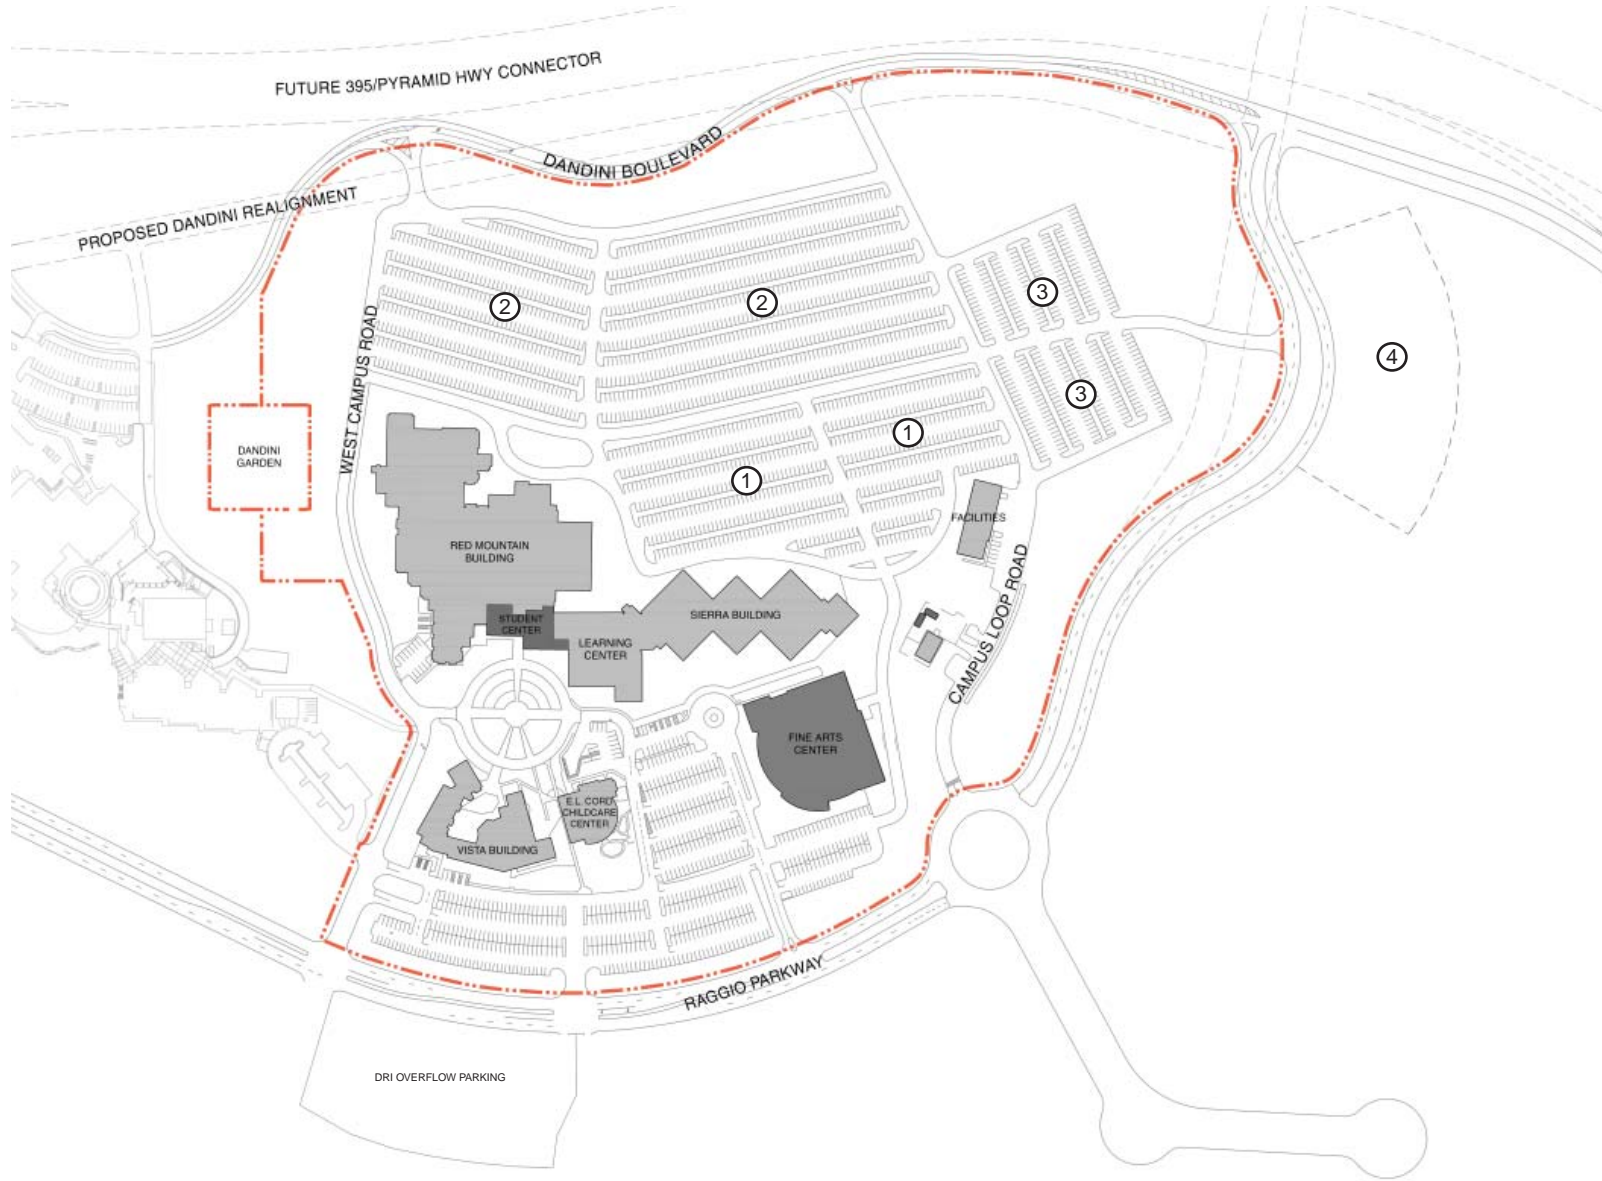 FUTURE 395/PYRAMID HWY CONNECTOR
DANDINI BOULEVARD
PROPOSED DANDINI REALIGNMENT
3
2
2
4
WEST CAMPUS ROAD
3
1
DANDINI
GARDEN
1
FACILITIES
RED MOUNTAIN
BUILDING
CAMPUS LOOP ROAD
STUDENT
CENTER
SIERRA BUILDING
LEARNING
CENTER
FINE ARTS
CENTER
E.L. CORD
CHILDCARE
CENTER
VISTA BUILDING
RAGGIO PARKWAY
DRI OVERFLOW PARKING